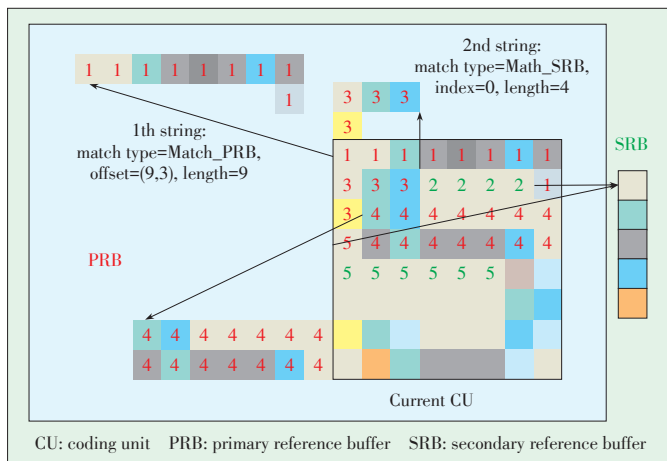 2nd string:
match type=Math_SRB,
index=0, length=4
1 1 1 1 1 1 1 1
1
3 3 3
3
1th string:
match type=Match_PRB,
offset=(9,3), length=9
SRB
1 1 1 1 1 1 1 1
3 3 3 2 2 2 2 1
3 4 4 4 4 4 4 4
5 4 4 4 4 4 4 4
5 5 5 5 5 5
PRB
4 4 4 4 4 4 4
4 4 4 4 4 4 4
Current CU
CU: coding unit PRB: primary reference buffer SRB: secondary reference buffer